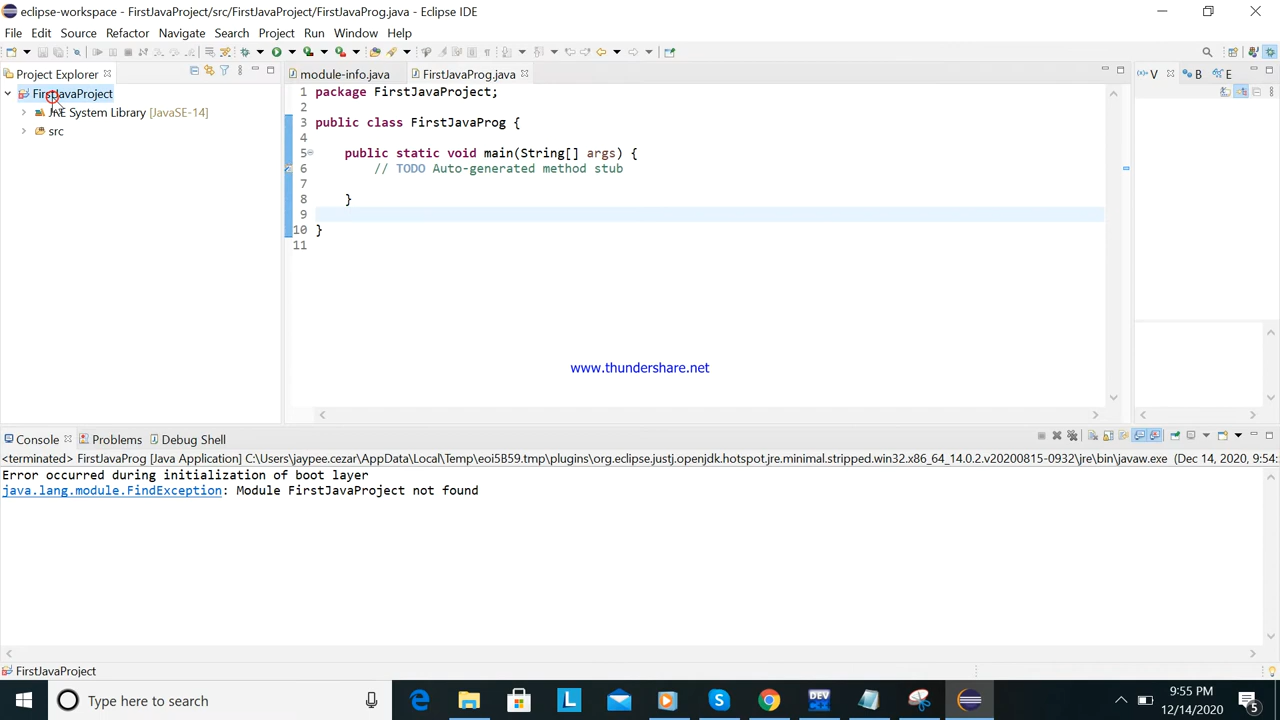 eclipse-workspace - FirstJavaProject/src/FirstJavaProject/FirstJavaProg.java - Eclipse IDE
File Edit Source Refactor Navigate Search Project Run Window Help
Project Explorer
module-info.java
FirstJavaProg.java
V
B
E
FirstJavaProject
JRE System Library [JavaSE-14]
src
1 package FirstJavaProject;
2
3 public class FirstJavaProg {
4
5 public static void main(String[] args) {
6 // TODO Auto-generated method stub
7
8 }
9
10 }
11
www.thundershare.net
Console
Problems
Debug Shell
<terminated> FirstJavaProg [Java Application] C:\Users\jaypee.cezar\AppData\Local\Temp\eoi5B59.tmp\plugins\org.eclipse.justj.openjdk.hotspot.jre.minimal.stripped.win32.x86_64_14.0.2.v20200815-0932\jre\bin\javaw.exe (Dec 14, 2020, 9:54:
Error occurred during initialization of boot layer
java.lang.module.FindException: Module FirstJavaProject not found
FirstJavaProject
Type here to search
DEV
9:55 PM
12/14/2020
5